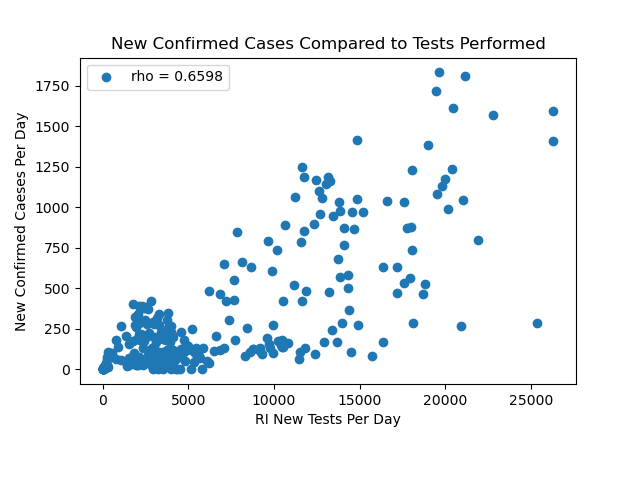 New Confirmed Cases Compared to Tests Performed
rho = 0.6598
New Confirmed Caeses Per Day
1750
1500
1250
1000
750
500
250
0
0 5000 10000 15000 20000 25000
RI New Tests Per Day